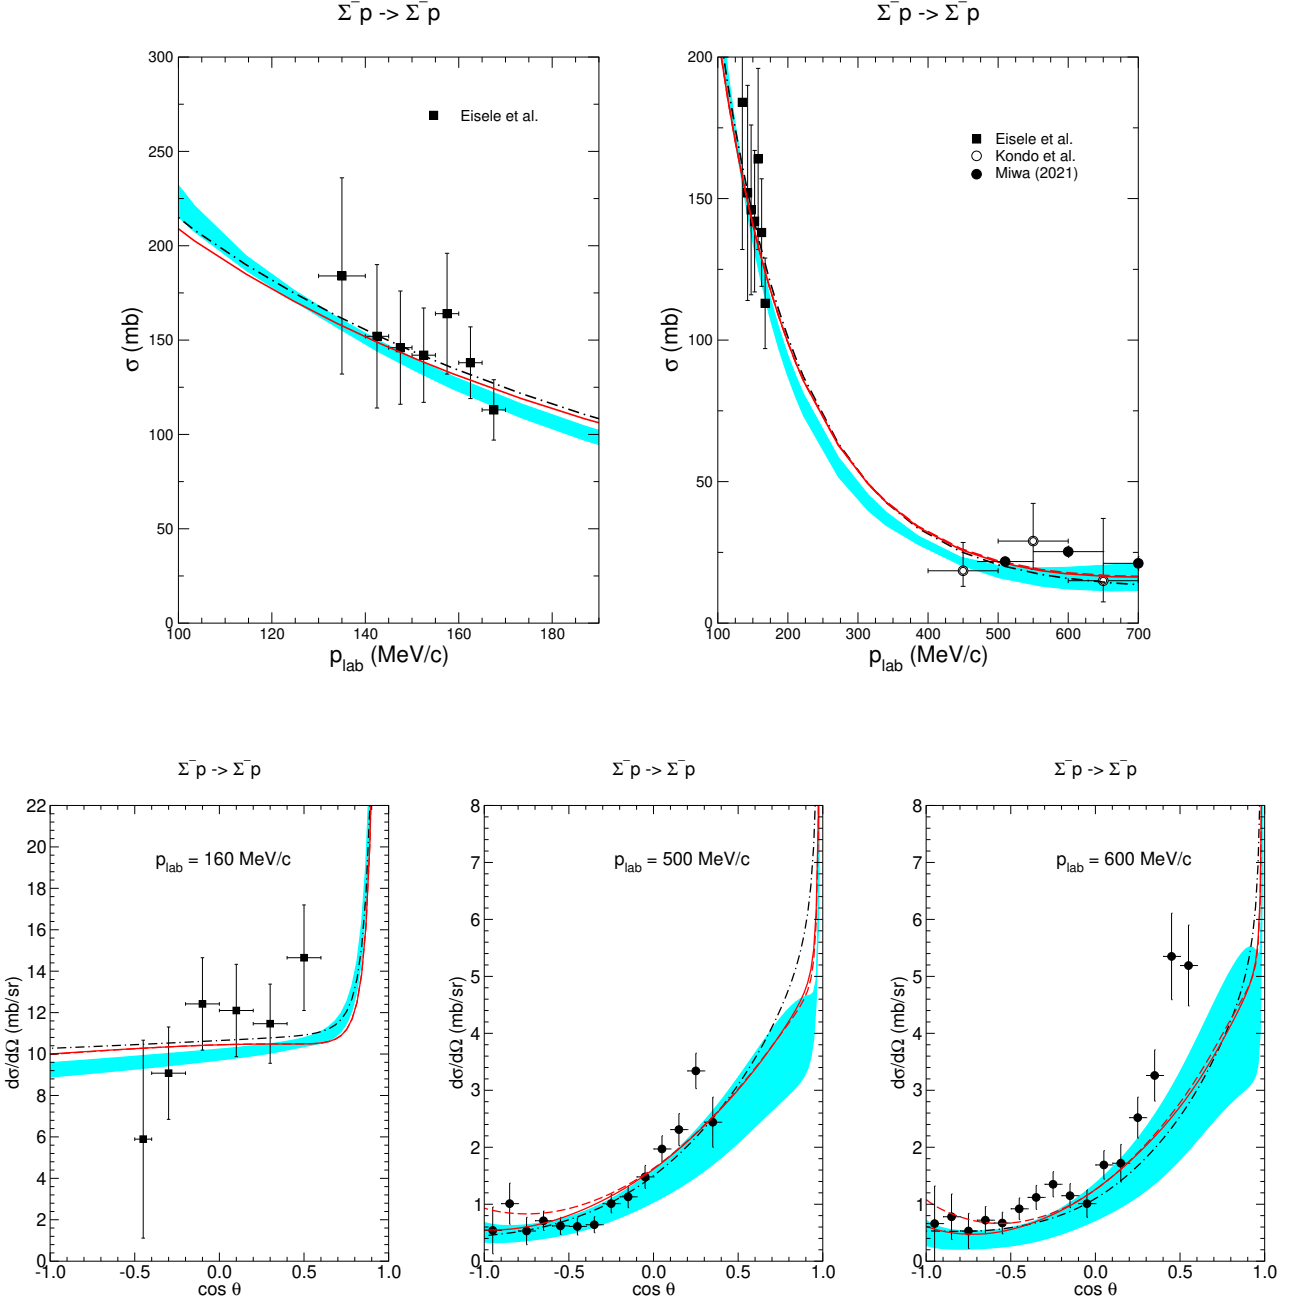 Σ⁻p -> Σ⁻p
300
250
200
150
100
50
0
σ (mb)
Eisele et al.
100 120 140 160 180
p_lab (MeV/c)
Σ⁻p -> Σ⁻p
200
150
100
50
0
σ (mb)
Eisele et al.
Kondo et al.
Miwa (2021)
100 200 300 400 500 600 700
p_lab (MeV/c)
Σ⁻p -> Σ⁻p
22
20
18
16
14
12
10
8
6
4
2
0
dσ/dΩ (mb/sr)
p_lab = 160 MeV/c
-1.0 -0.5 0.0 0.5 1.0
cos θ
Σ⁻p -> Σ⁻p
8
7
6
5
4
3
2
1
0
dσ/dΩ (mb/sr)
p_lab = 500 MeV/c
-1.0 -0.5 0.0 0.5 1.0
cos θ
Σ⁻p -> Σ⁻p
8
7
6
5
4
3
2
1
0
dσ/dΩ (mb/sr)
p_lab = 600 MeV/c
-1.0 -0.5 0.0 0.5 1.0
cos θ